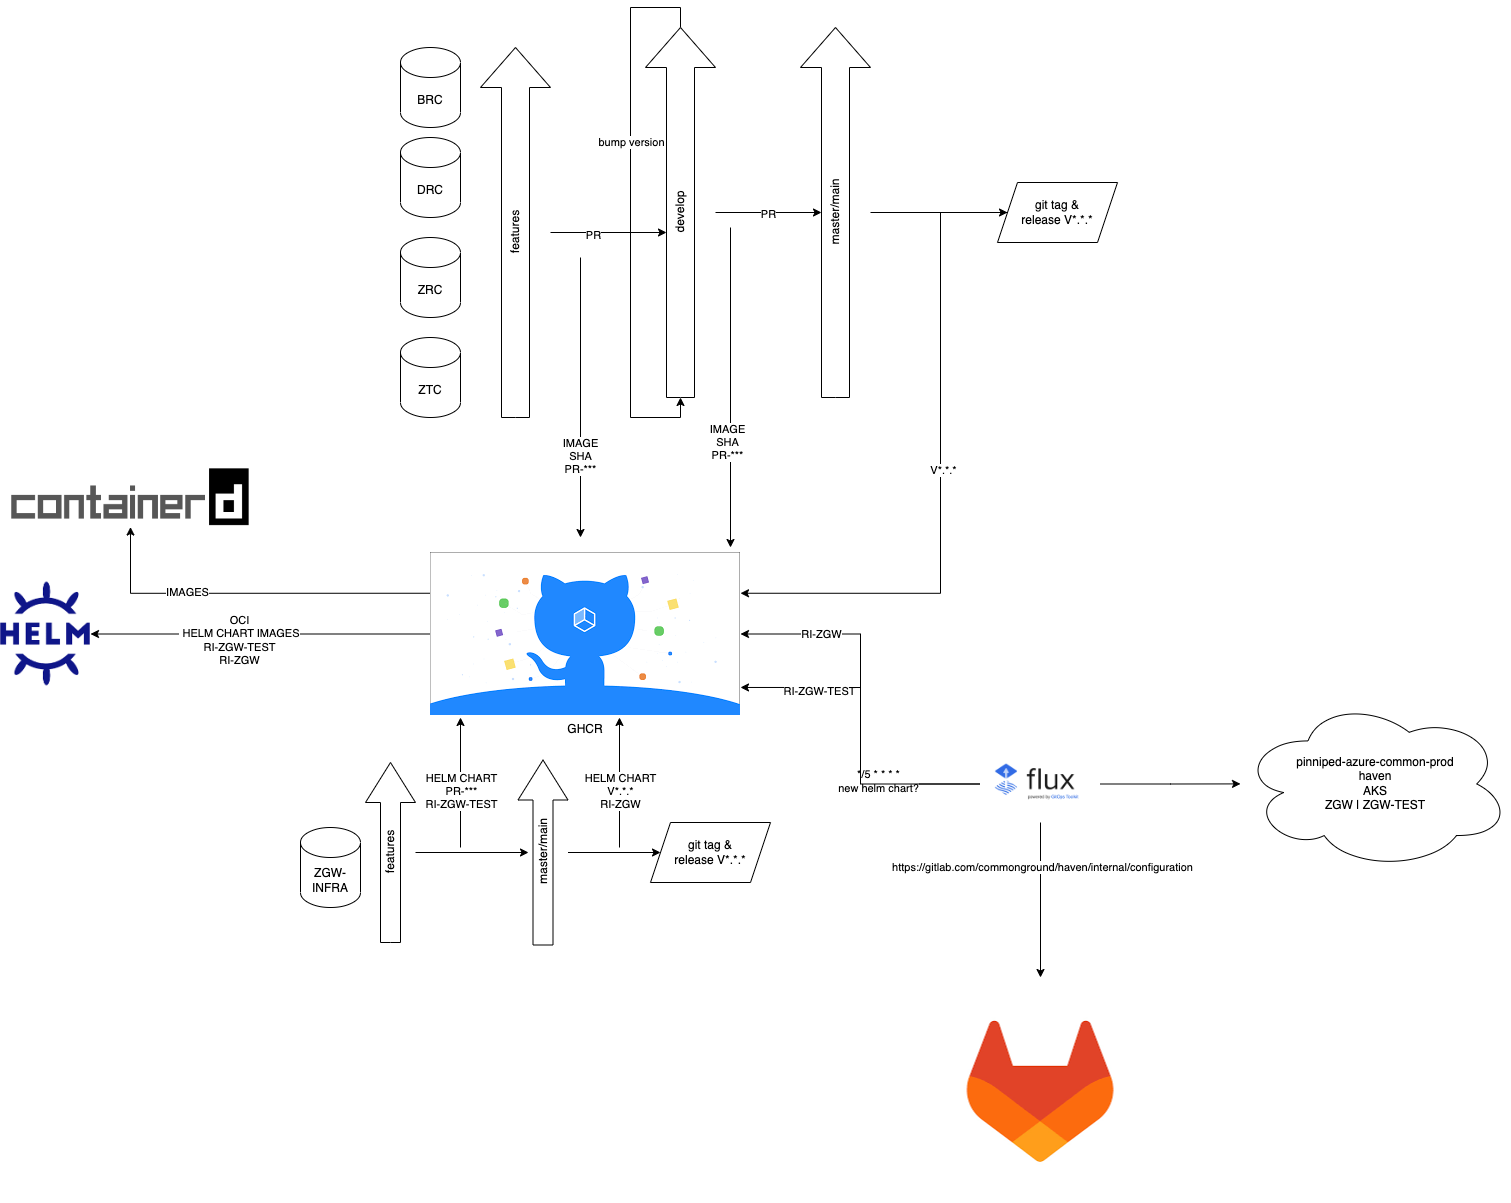 BRC
DRC
ZRC
ZTC
features
bump version
develop
master/main
PR
PR
git tag &
release V*.*.*
IMAGE
SHA
PR-***
IMAGE
SHA
PR-***
V*.*.*
containerd
IMAGES
HELM
OCI
HELM CHART IMAGES
RI-ZGW-TEST
RI-ZGW
GHCR
RI-ZGW
RI-ZGW-TEST
HELM CHART
PR-***
RI-ZGW-TEST
HELM CHART
V*.*.*
RI-ZGW
ZGW-
INFRA
features
master/main
git tag &
release V*.*.*
*/5 * * * *
new helm chart?
flux
powered by GitOps Toolkit
pinniped-azure-common-prod
haven
AKS
ZGW | ZGW-TEST
https://gitlab.com/commonground/haven/internal/configuration